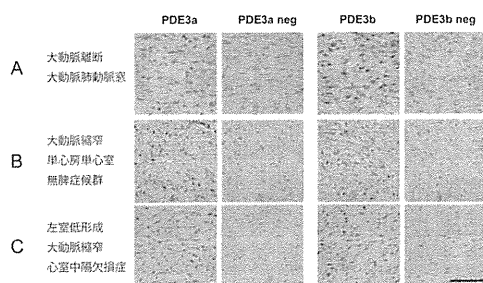 PDE3a PDE3a neg PDE3b PDE3b neg
A
大動脈離断
大動脈肺動脈窓
B
大動脈縮窄
単心房単心室
無脾症候群
C
左室低形成
大動脈縮窄
心室中隔欠損症